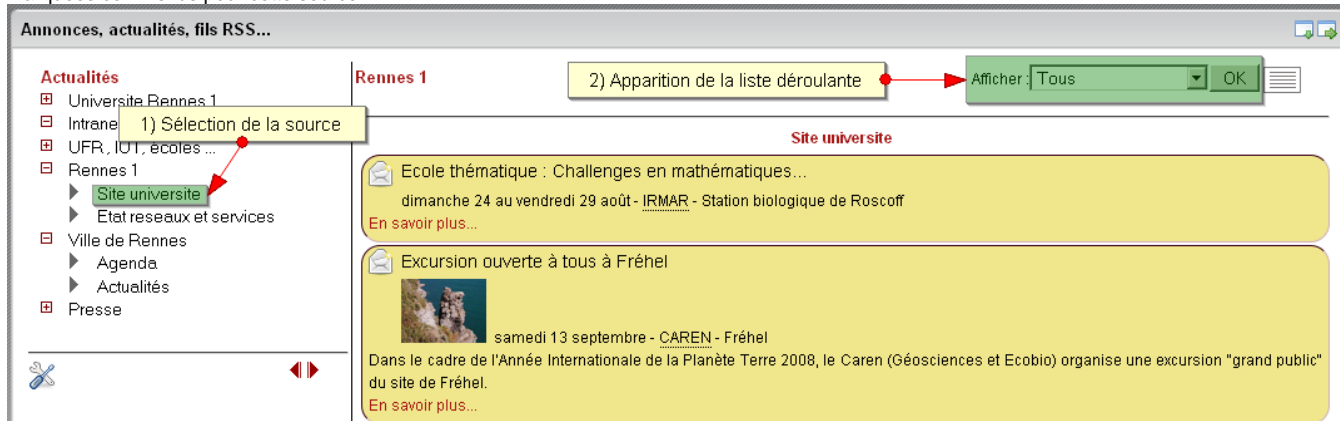 Annonces, actualités, fils RSS...
Actualités
Universite Rennes 1
Intrane
UFR, IUT, écoles ...
Rennes 1
Site universite
Etat reseaux et services
Ville de Rennes
Agenda
Actualités
Presse
1) Sélection de la source
Rennes 1
2) Apparition de la liste déroulante
Afficher : Tous OK
Site universite
Ecole thématique : Challenges en mathématiques...
dimanche 24 au vendredi 29 août - IRMAR - Station biologique de Roscoff
En savoir plus...
Excursion ouverte à tous à Fréhel
samedi 13 septembre - CAREN - Fréhel
Dans le cadre de l'Année Internationale de la Planète Terre 2008, le Caren (Géosciences et Ecobio) organise une excursion "grand public"
du site de Fréhel.
En savoir plus...